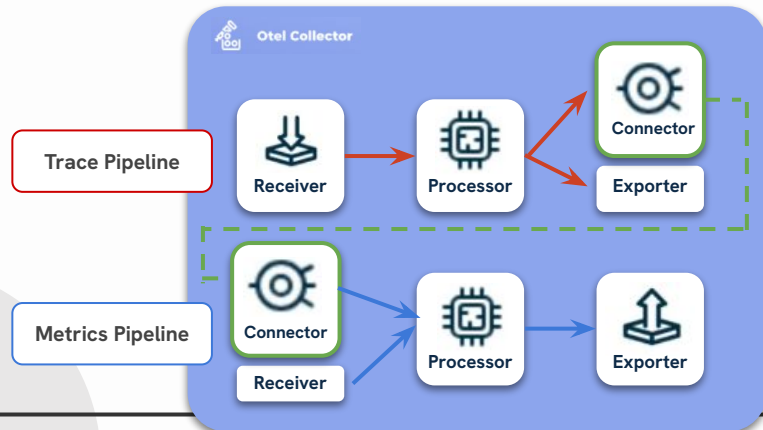 Otel Collector
Connector
Trace Pipeline
Receiver
Processor
Exporter
Connector
Metrics Pipeline
Processor
Exporter
Receiver